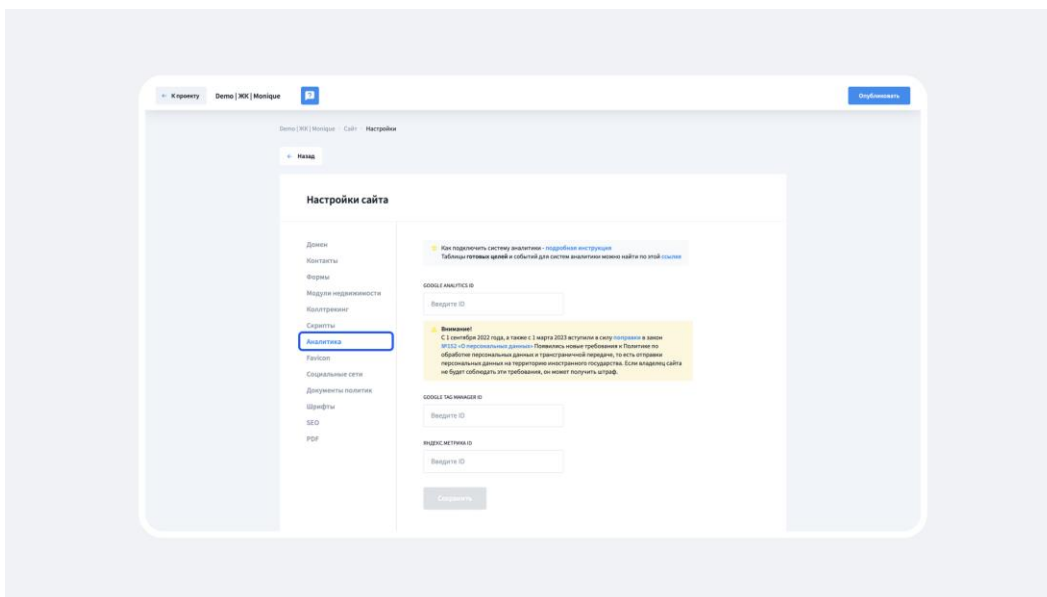 ← К проекту
Demo | ЖК | Monique
?
Опубликовать
Demo | ЖК | Monique / Сайт / Настройки
← Назад
Настройки сайта
Домен
Контакты
Формы
Модули недвижимости
Коллтрекинг
Скрипты
Аналитика
Favicon
Социальные сети
Документы политик
Шрифты
SEO
PDF
Как подключить систему аналитики - подробная инструкция
Таблицы готовых целей и событий для систем аналитики можно найти по этой ссылке
GOOGLE ANALYTICS ID
Введите ID
Внимание!
С 1 сентября 2022 года, а также с 1 марта 2023 вступили в силу поправки в закон
№152 «О персональных данных» Появились новые требования к Политике по
обработке персональных данных и трансграничной передаче, то есть отправке
персональных данных на территорию иностранного государства. Если владелец сайта
не будет соблюдать эти требования, он может получить штраф.
GOOGLE TAG MANAGER ID
Введите ID
ЯНДЕКС.МЕТРИКА ID
Введите ID
Сохранить